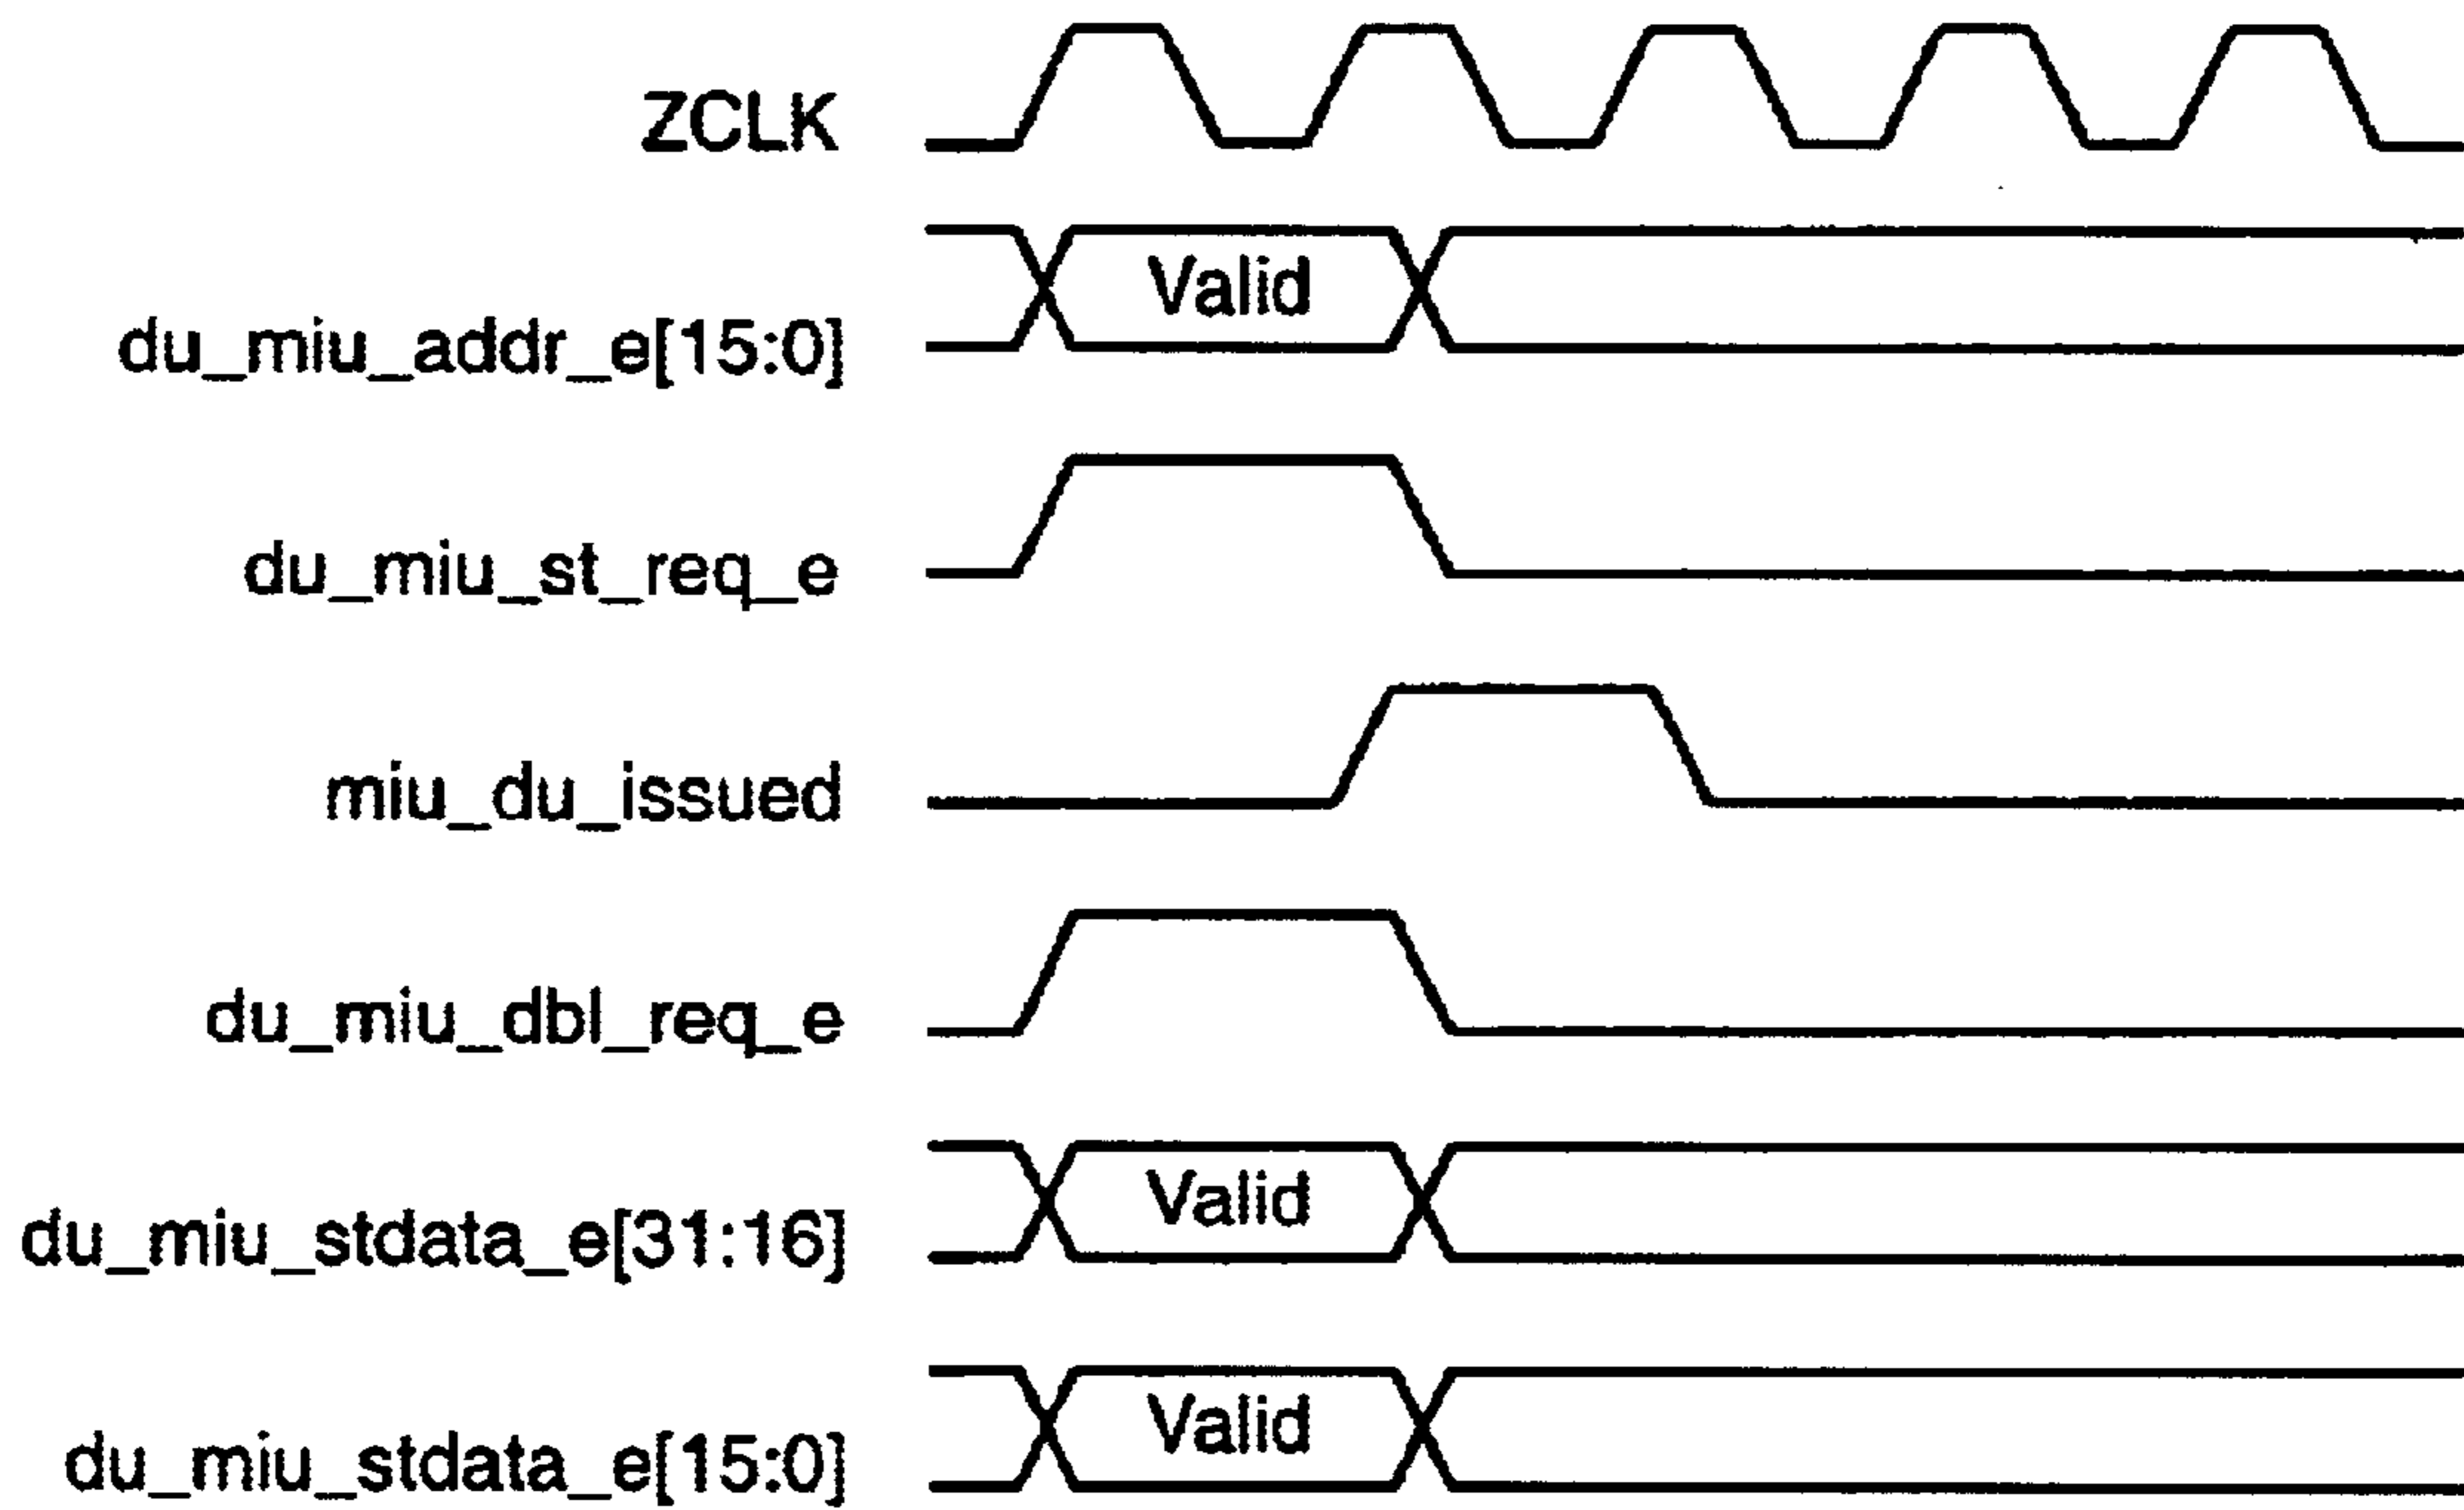 ZCLK
Valid
du_miu_addr_e[15:0]
du_miu_st_req_e
miu_du_issued
du_miu_dbl_req_e
Valid
du_miu_stdata_e[31:16]
Valid
du_miu_stdata_e[15:0]